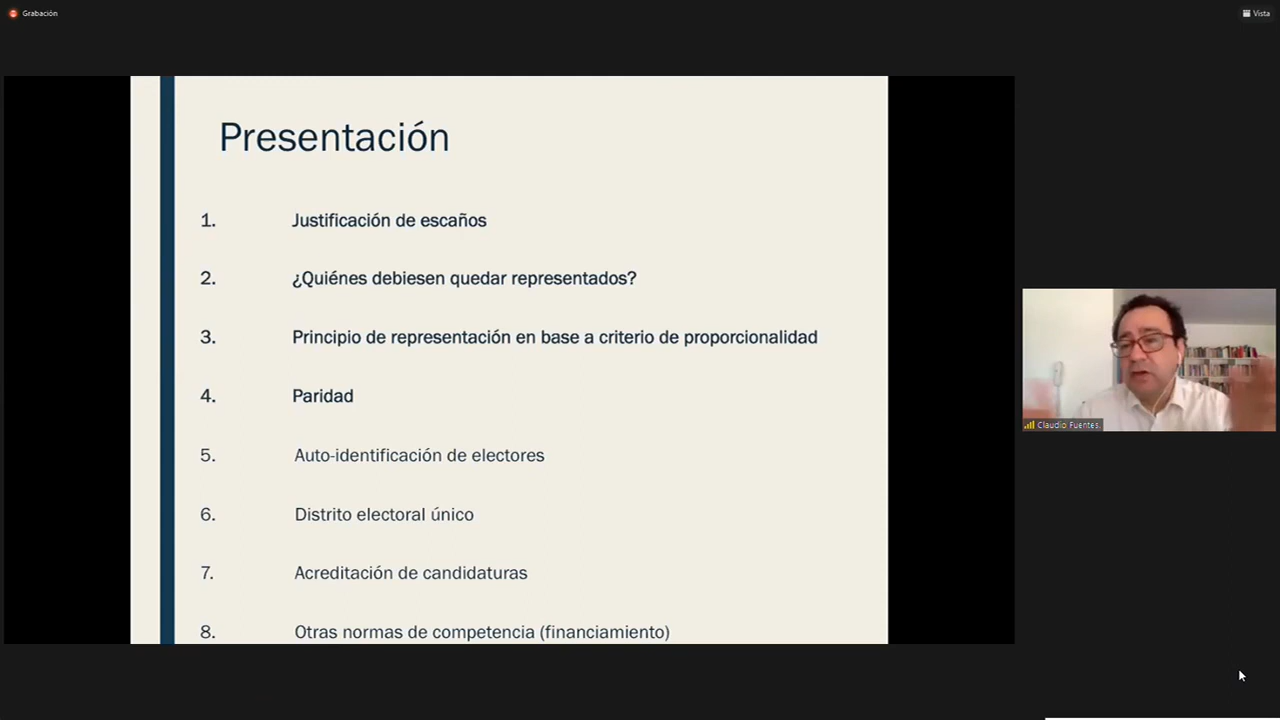 Grabación
Vista
Presentación
1. Justificación de escaños
2. ¿Quiénes debiesen quedar representados?
3. Principio de representación en base a criterio de proporcionalidad
4. Paridad
5. Auto-identificación de electores
6. Distrito electoral único
7. Acreditación de candidaturas
8. Otras normas de competencia (financiamiento)
Claudio Fuentes.